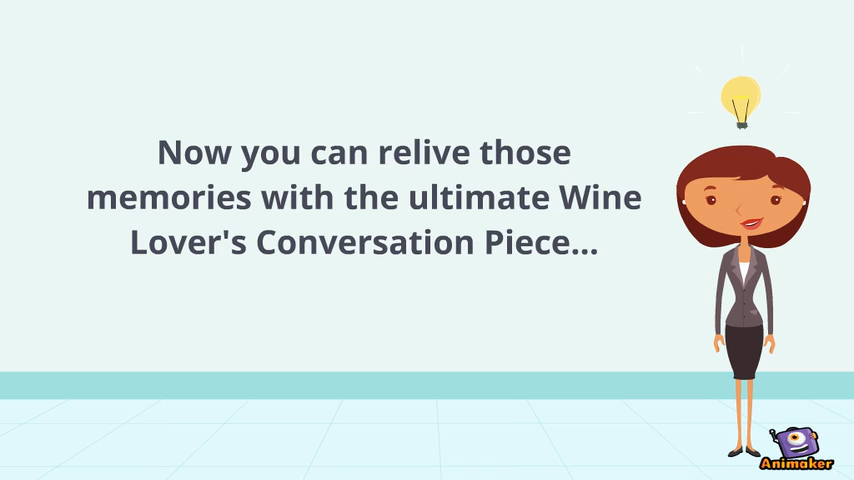 Now you can relive those
memories with the ultimate Wine
Lover's Conversation Piece...
Animaker